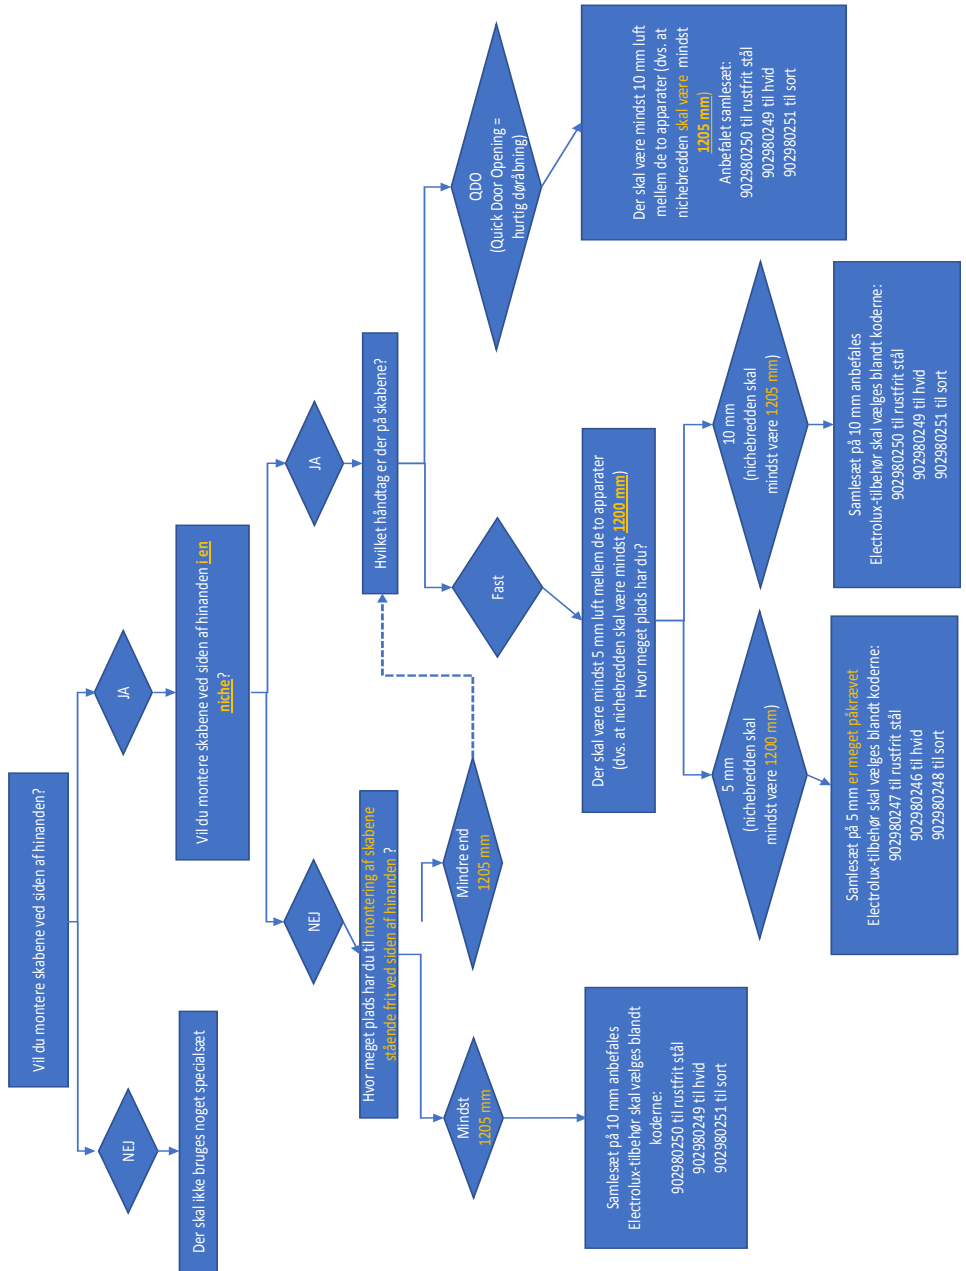 Vil du montere skabene ved siden af hinanden?
NEJ
JA
Der skal ikke bruges noget specialsæt
Vil du montere skabene ved siden af hinanden i en
niche?
NEJ
JA
Hvor meget plads har du til montering af skabene
stående frit ved siden af hinanden ?
Hvilket håndtag er der på skabene?
Mindst
1205 mm
Mindre end
1205 mm
Fast
QDO
(Quick Door Opening =
hurtig døråbning)
Samlesæt på 10 mm anbefales
Electrolux-tilbehør skal vælges blandt
koderne:
902980250 til rustfrit stål
902980249 til hvid
902980251 til sort
Der skal være mindst 5 mm luft mellem de to apparater
(dvs. at nichebredden skal være mindst 1200 mm)
Hvor meget plads har du?
Der skal være mindst 10 mm luft
mellem de to apparater (dvs. at
nichebredden skal være mindst
1205 mm)
Anbefalet samlesæt:
902980250 til rustfrit stål
902980249 til hvid
902980251 til sort
5 mm
(nichebredden skal
mindst være 1200 mm)
10 mm
(nichebredden skal
mindst være 1205 mm)
Samlesæt på 5 mm er meget påkrævet
Electrolux-tilbehør skal vælges blandt koderne:
902980247 til rustfrit stål
902980246 til hvid
902980248 til sort
Samlesæt på 10 mm anbefales
Electrolux-tilbehør skal vælges blandt koderne:
902980250 til rustfrit stål
902980249 til hvid
902980251 til sort